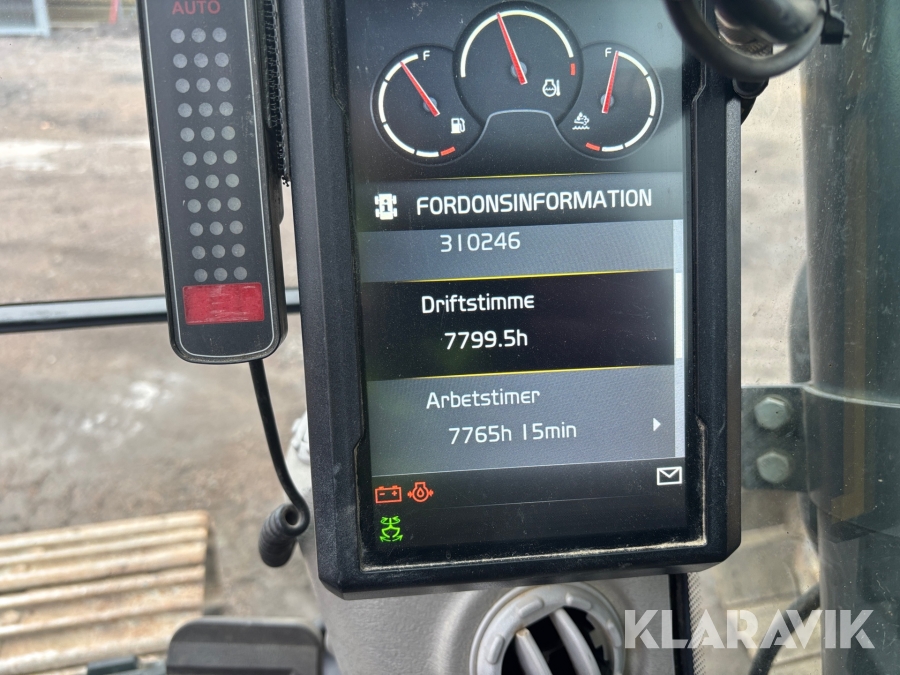 AUTO
F
F
FORDONSINFORMATION
310246
Driftstimme
7799.5h
Arbetstimer
7765h 15min
KLARAVIK